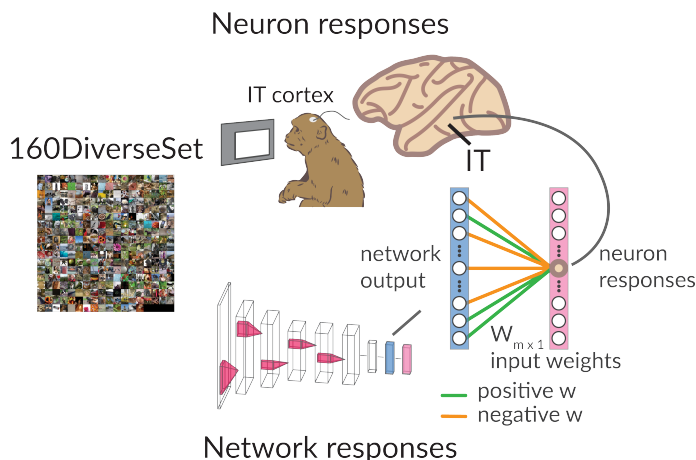 Neuron responses
IT cortex
160DiverseSet
IT
network
output
neuron
responses
W m x 1
input weights
positive w
negative w
Network responses